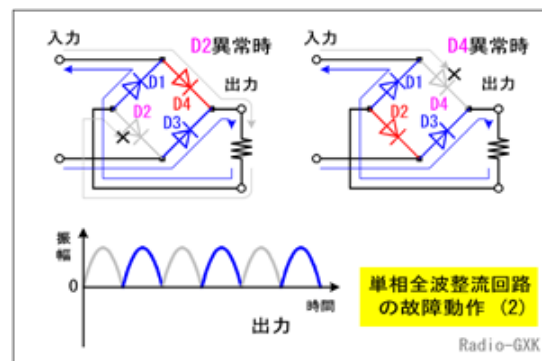 D2異常時
入力
D1
D2
D4
D3
出力
D4異常時
入力
D1
D2
D4
D3
出力
振幅
0
時間
出力
単相全波整流回路
の故障動作 (2)
Radio-GXK